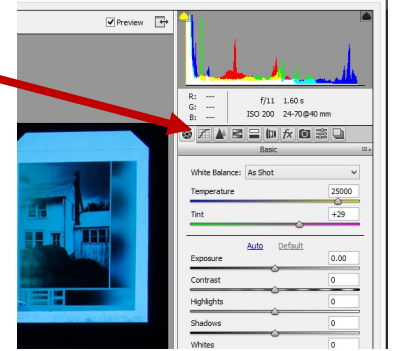 Preview
R: ---
G: ---
B: ---
f/11 1.60 s
ISO 200 24-70@40 mm
fx
Basic
White Balance: As Shot
Temperature 25000
Tint +29
Auto Default
Exposure 0.00
Contrast 0
Highlights 0
Shadows 0
Whites 0